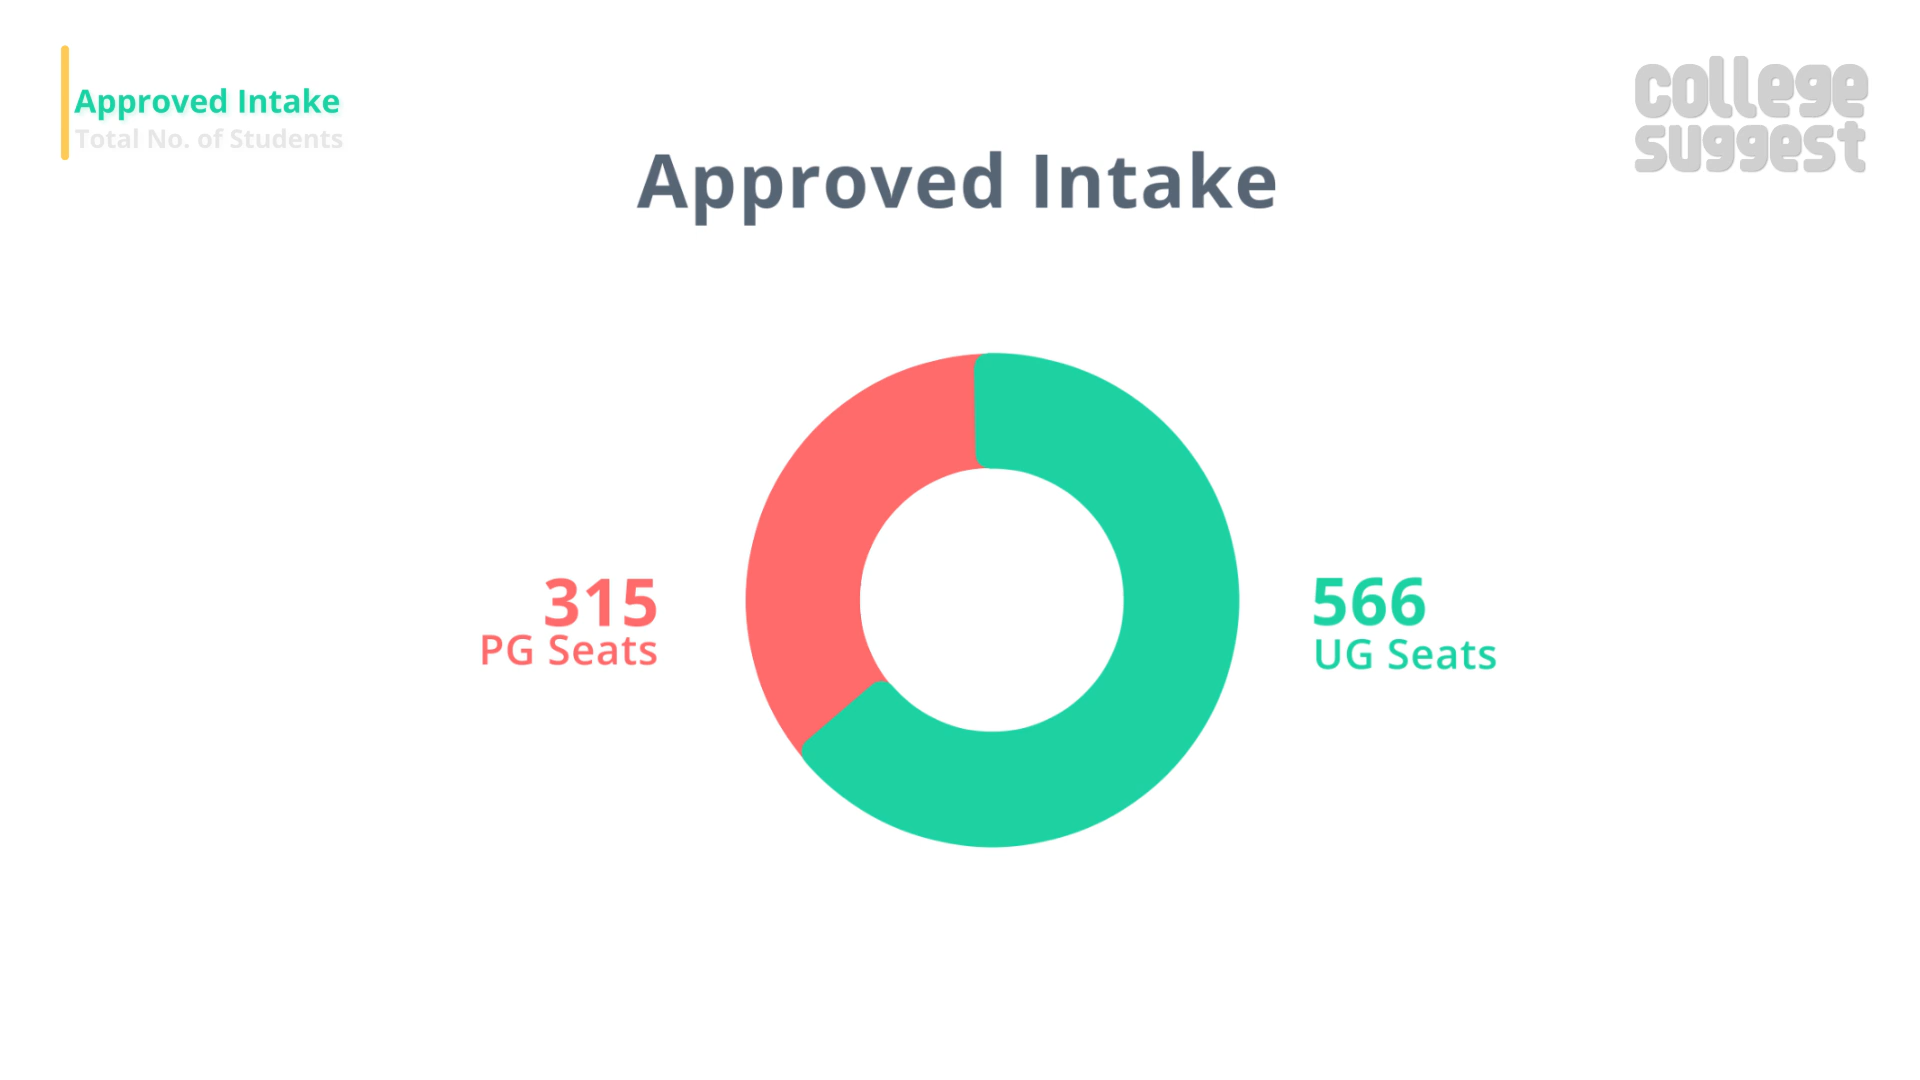 Approved Intake
Total No. of Students
college
suggest
Approved Intake
315
PG Seats
566
UG Seats